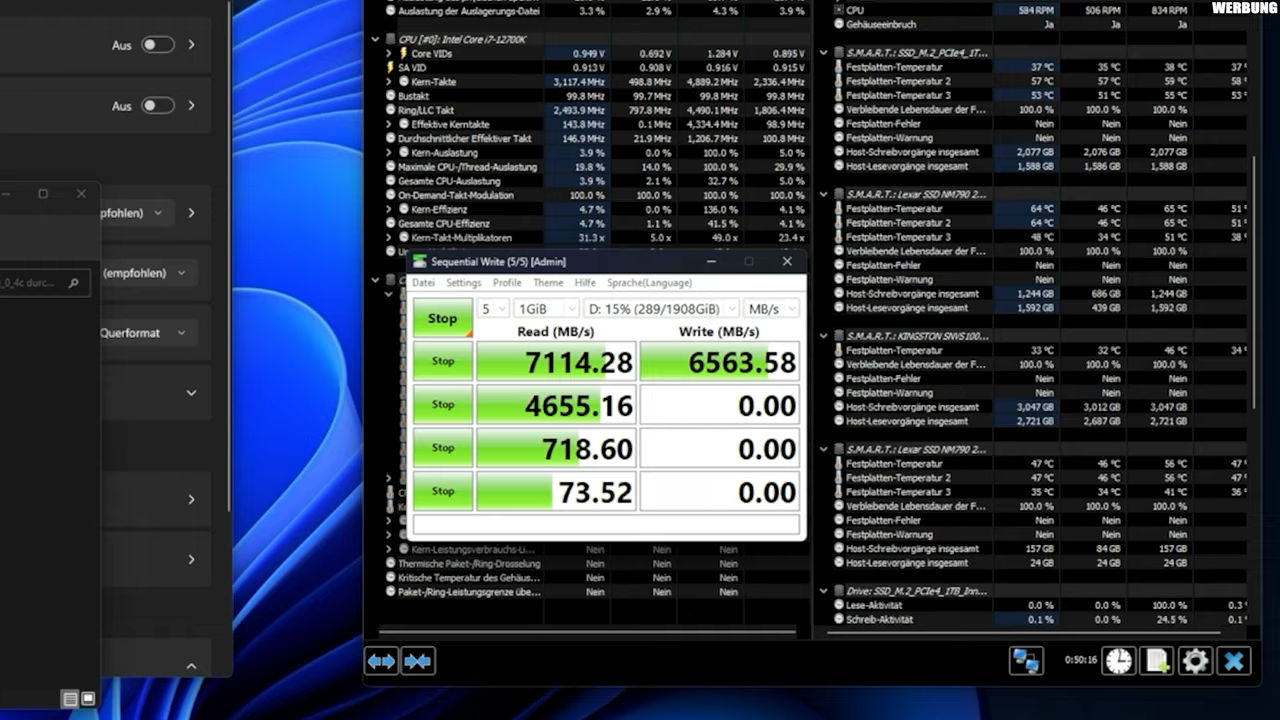 WERBUNG
Aus
Aus
pfohlen)
_0_4c durc...
(empfohlen)
Querformat
Auslastung der Auslagerungs-Datei 3.3 % 2.9 % 4.3 % 3.9 %
CPU [#0]: Intel Core i7-12700K
Core VIDs 0.949 V 0.692 V 1.284 V 0.895 V
SA VID 0.913 V 0.908 V 0.916 V 0.915 V
Kern-Takte 3,117.4 MHz 498.8 MHz 4,889.2 MHz 2,336.4 MHz
Bustakt 99.8 MHz 99.7 MHz 99.8 MHz 99.8 MHz
Ring/LLC Takt 2,493.9 MHz 797.8 MHz 4,490.1 MHz 1,806.4 MHz
Effektive Kerntakte 143.8 MHz 0.1 MHz 4,334.4 MHz 98.9 MHz
Durchschnittlicher Effektiver Takt 146.9 MHz 21.9 MHz 1,206.7 MHz 100.8 MHz
Kern-Auslastung 3.9 % 0.0 % 100.0 % 5.0 %
Maximale CPU-/Thread-Auslastung 19.8 % 14.0 % 100.0 % 29.9 %
Gesamte CPU-Auslastung 3.9 % 2.1 % 32.7 % 5.0 %
On-Demand-Takt-Modulation 100.0 % 100.0 % 100.0 % 100.0 %
Kern-Effizienz 4.7 % 0.0 % 136.0 % 4.1 %
Gesamte CPU-Effizienz 4.7 % 1.1 % 41.5 % 4.1 %
Kern-Takt-Multiplikatoren 31.3 x 5.0 x 49.0 x 23.4 x
Sequential Write (5/5) [Admin]
Datei Settings Profile Theme Hilfe Sprache(Language)
Stop 5 1GiB D: 15% (289/1908GiB) MB/s
Read (MB/s) Write (MB/s)
Stop 7114.28 6563.58
Stop 4655.16 0.00
Stop 718.60 0.00
Stop 73.52 0.00
Kern-Leistungsverbrauchs-Li... Nein Nein Nein
Thermische Paket-/Ring-Drosselung Nein Nein Nein
Kritische Temperatur des Gehäus... Nein Nein Nein
Paket-/Ring-Leistungsgrenze übe... Nein Nein Nein
CPU 584 RPM 506 RPM 834 RPM
Gehäuseeinbruch Ja Ja Ja
S.M.A.R.T.: SSD_M.2_PCIe4_1T...
Festplatten-Temperatur 37 °C 35 °C 38 °C 37 °
Festplatten-Temperatur 2 57 °C 57 °C 59 °C 58 °
Festplatten-Temperatur 3 53 °C 51 °C 55 °C 53 °
Verbleibende Lebensdauer der F... 100.0 % 100.0 % 100.0 %
Festplatten-Fehler Nein Nein Nein
Festplatten-Warnung Nein Nein Nein
Host-Schreibvorgänge insgesamt 2,077 GB 2,076 GB 2,077 GB
Host-Lesevorgänge insgesamt 1,588 GB 1,586 GB 1,588 GB
S.M.A.R.T.: Lexar SSD NM790 2...
Festplatten-Temperatur 64 °C 46 °C 65 °C 51 °
Festplatten-Temperatur 2 64 °C 46 °C 65 °C 51 °
Festplatten-Temperatur 3 48 °C 34 °C 51 °C 38 °
Verbleibende Lebensdauer der F... 100.0 % 100.0 % 100.0 %
Festplatten-Fehler Nein Nein Nein
Festplatten-Warnung Nein Nein Nein
Host-Schreibvorgänge insgesamt 1,244 GB 686 GB 1,244 GB
Host-Lesevorgänge insgesamt 1,592 GB 439 GB 1,592 GB
S.M.A.R.T.: KINGSTON SNVS100...
Festplatten-Temperatur 33 °C 32 °C 46 °C 34 °
Verbleibende Lebensdauer der F... 100.0 % 100.0 % 100.0 %
Festplatten-Fehler Nein Nein Nein
Festplatten-Warnung Nein Nein Nein
Host-Schreibvorgänge insgesamt 3,047 GB 3,012 GB 3,047 GB
Host-Lesevorgänge insgesamt 2,721 GB 2,687 GB 2,721 GB
S.M.A.R.T.: Lexar SSD NM790 2...
Festplatten-Temperatur 47 °C 46 °C 56 °C 47 °
Festplatten-Temperatur 2 47 °C 46 °C 56 °C 47 °
Festplatten-Temperatur 3 35 °C 34 °C 41 °C 36 °
Verbleibende Lebensdauer der F... 100.0 % 100.0 % 100.0 %
Festplatten-Fehler Nein Nein Nein
Festplatten-Warnung Nein Nein Nein
Host-Schreibvorgänge insgesamt 157 GB 84 GB 157 GB
Host-Lesevorgänge insgesamt 24 GB 24 GB 24 GB
Drive: SSD_M.2_PCIe4_1TB_Inn...
Lese-Aktivität 0.0 % 0.0 % 100.0 % 0.3
Schreib-Aktivität 0.1 % 0.0 % 24.5 % 0.1
0:50:16